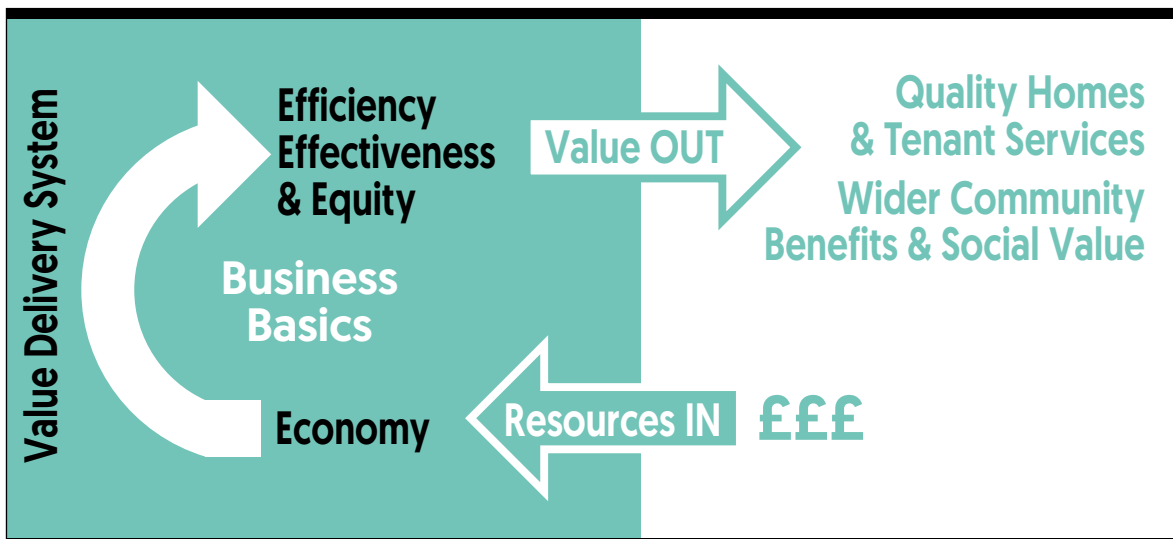 Value Delivery System
Efficiency
Effectiveness
& Equity
Value OUT
Quality Homes
& Tenant Services
Wider Community
Benefits & Social Value
Business
Basics
Economy
Resources IN
£££